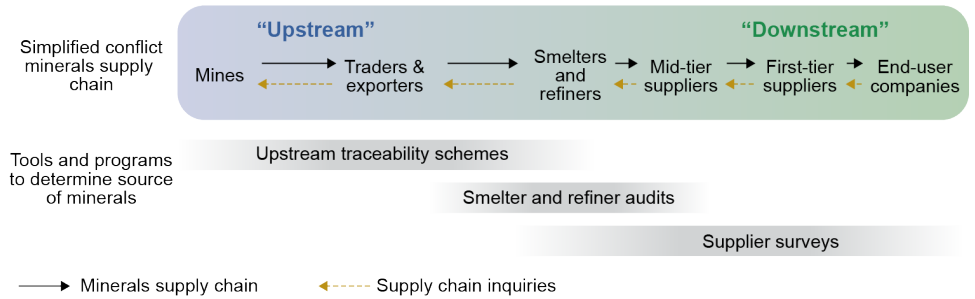 “Upstream”
“Downstream”
Simplified conflict
minerals supply
chain
Mines
Traders &
exporters
Smelters
and
refiners
Mid-tier
suppliers
First-tier
suppliers
End-user
companies
Tools and programs
to determine source
of minerals
Upstream traceability schemes
Smelter and refiner audits
Supplier surveys
Minerals supply chain
Supply chain inquiries